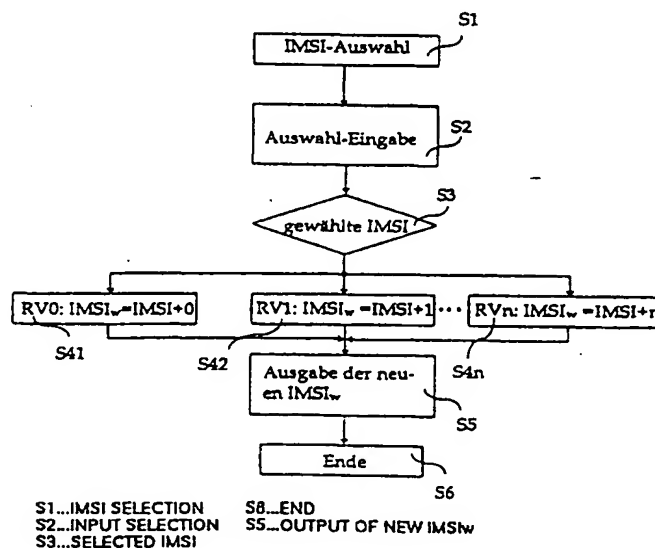 S1
IMSI-Auswahl
S2
Auswahl-Eingabe
S3
gewählte IMSI
RV0: IMSIw=IMSI+0
RV1: IMSIw=IMSI+1
...
RVn: IMSIw=IMSI+n
S41
S42
S4n
Ausgabe der neu-
en IMSIw
S5
Ende
S6
S1...IMSI SELECTION
S8...END
S2...INPUT SELECTION
S5...OUTPUT OF NEW IMSIw
S3...SELECTED IMSI